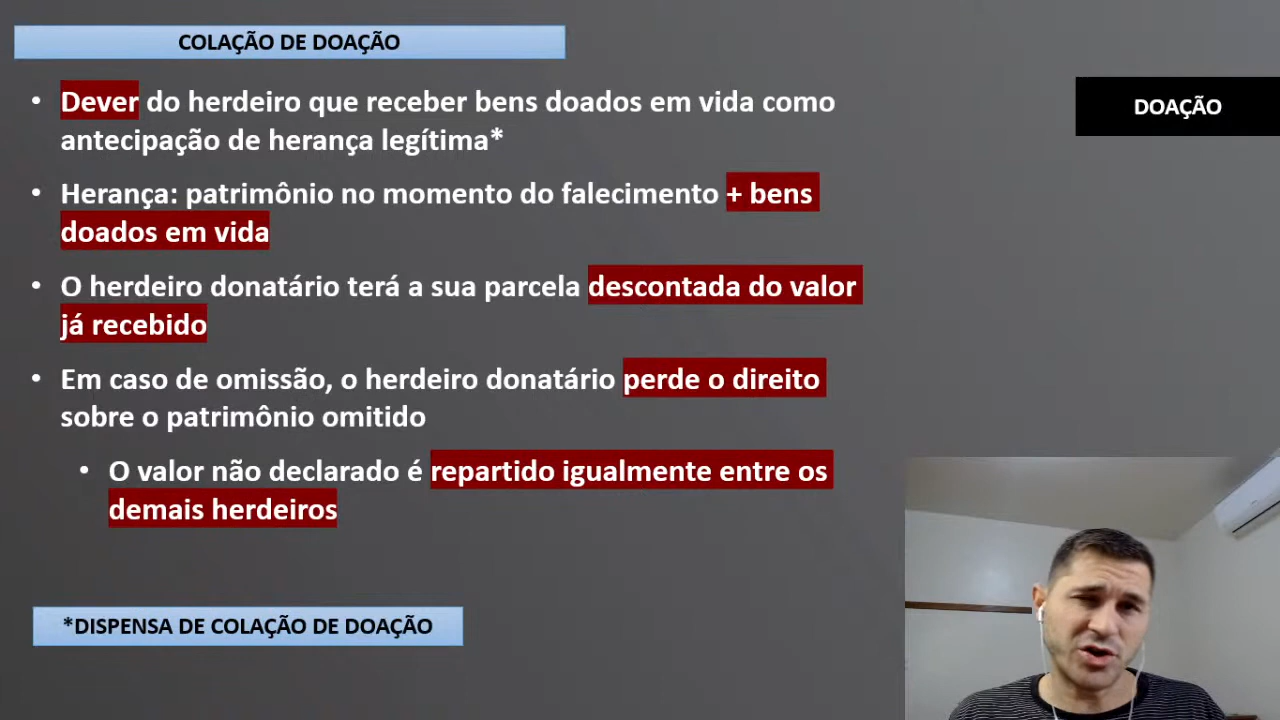 COLAÇÃO DE DOAÇÃO
• Dever do herdeiro que receber bens doados em vida como
antecipação de herança legítima*
DOAÇÃO
• Herança: patrimônio no momento do falecimento + bens
doados em vida
• O herdeiro donatário terá a sua parcela descontada do valor
já recebido
• Em caso de omissão, o herdeiro donatário perde o direito
sobre o patrimônio omitido
• O valor não declarado é repartido igualmente entre os
demais herdeiros
*DISPENSA DE COLAÇÃO DE DOAÇÃO